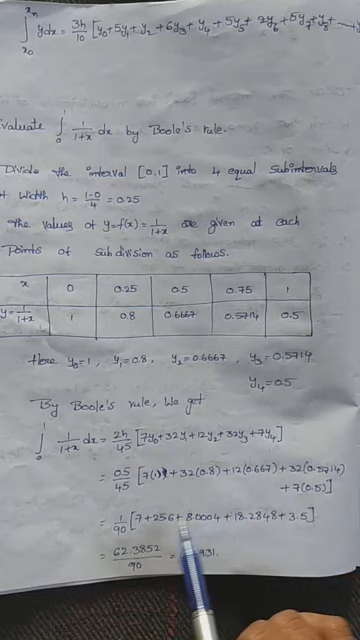 ∫x₀^xₙ ydx = 3h/10 [y₀+5y₁+y₂+6y₃+y₄+5y₅+2y₆+5y₇+y₈+ --- +y
Evaluate ∫₀¹ 1/(1+x) dx by Boole's rule.
Divide the interval [0,1] into 4 equal subintervals
of width h = (1-0)/4 = 0.25
The values of y=f(x)=1/(1+x) are given at each
Points of subdivision as follows.
x 0 0.25 0.5 0.75 1
y=1/(1+x) 1 0.8 0.6667 0.5714 0.5
Here y₀=1, y₁=0.8, y₂=0.6667, y₃=0.5714
y₄=0.5
By Boole's rule, we get
∫₀¹ 1/(1+x) dx = 2h/45 [7y₀+32y₁+12y₂+32y₃+7y₄]
= 0.5/45 [7(1)+32(0.8)+12(0.667)+32(0.5714)
+7(0.5)]
= 1/90 [7+25.6+8.0004+18.2848+3.5]
= 62.3852/90 = 931.